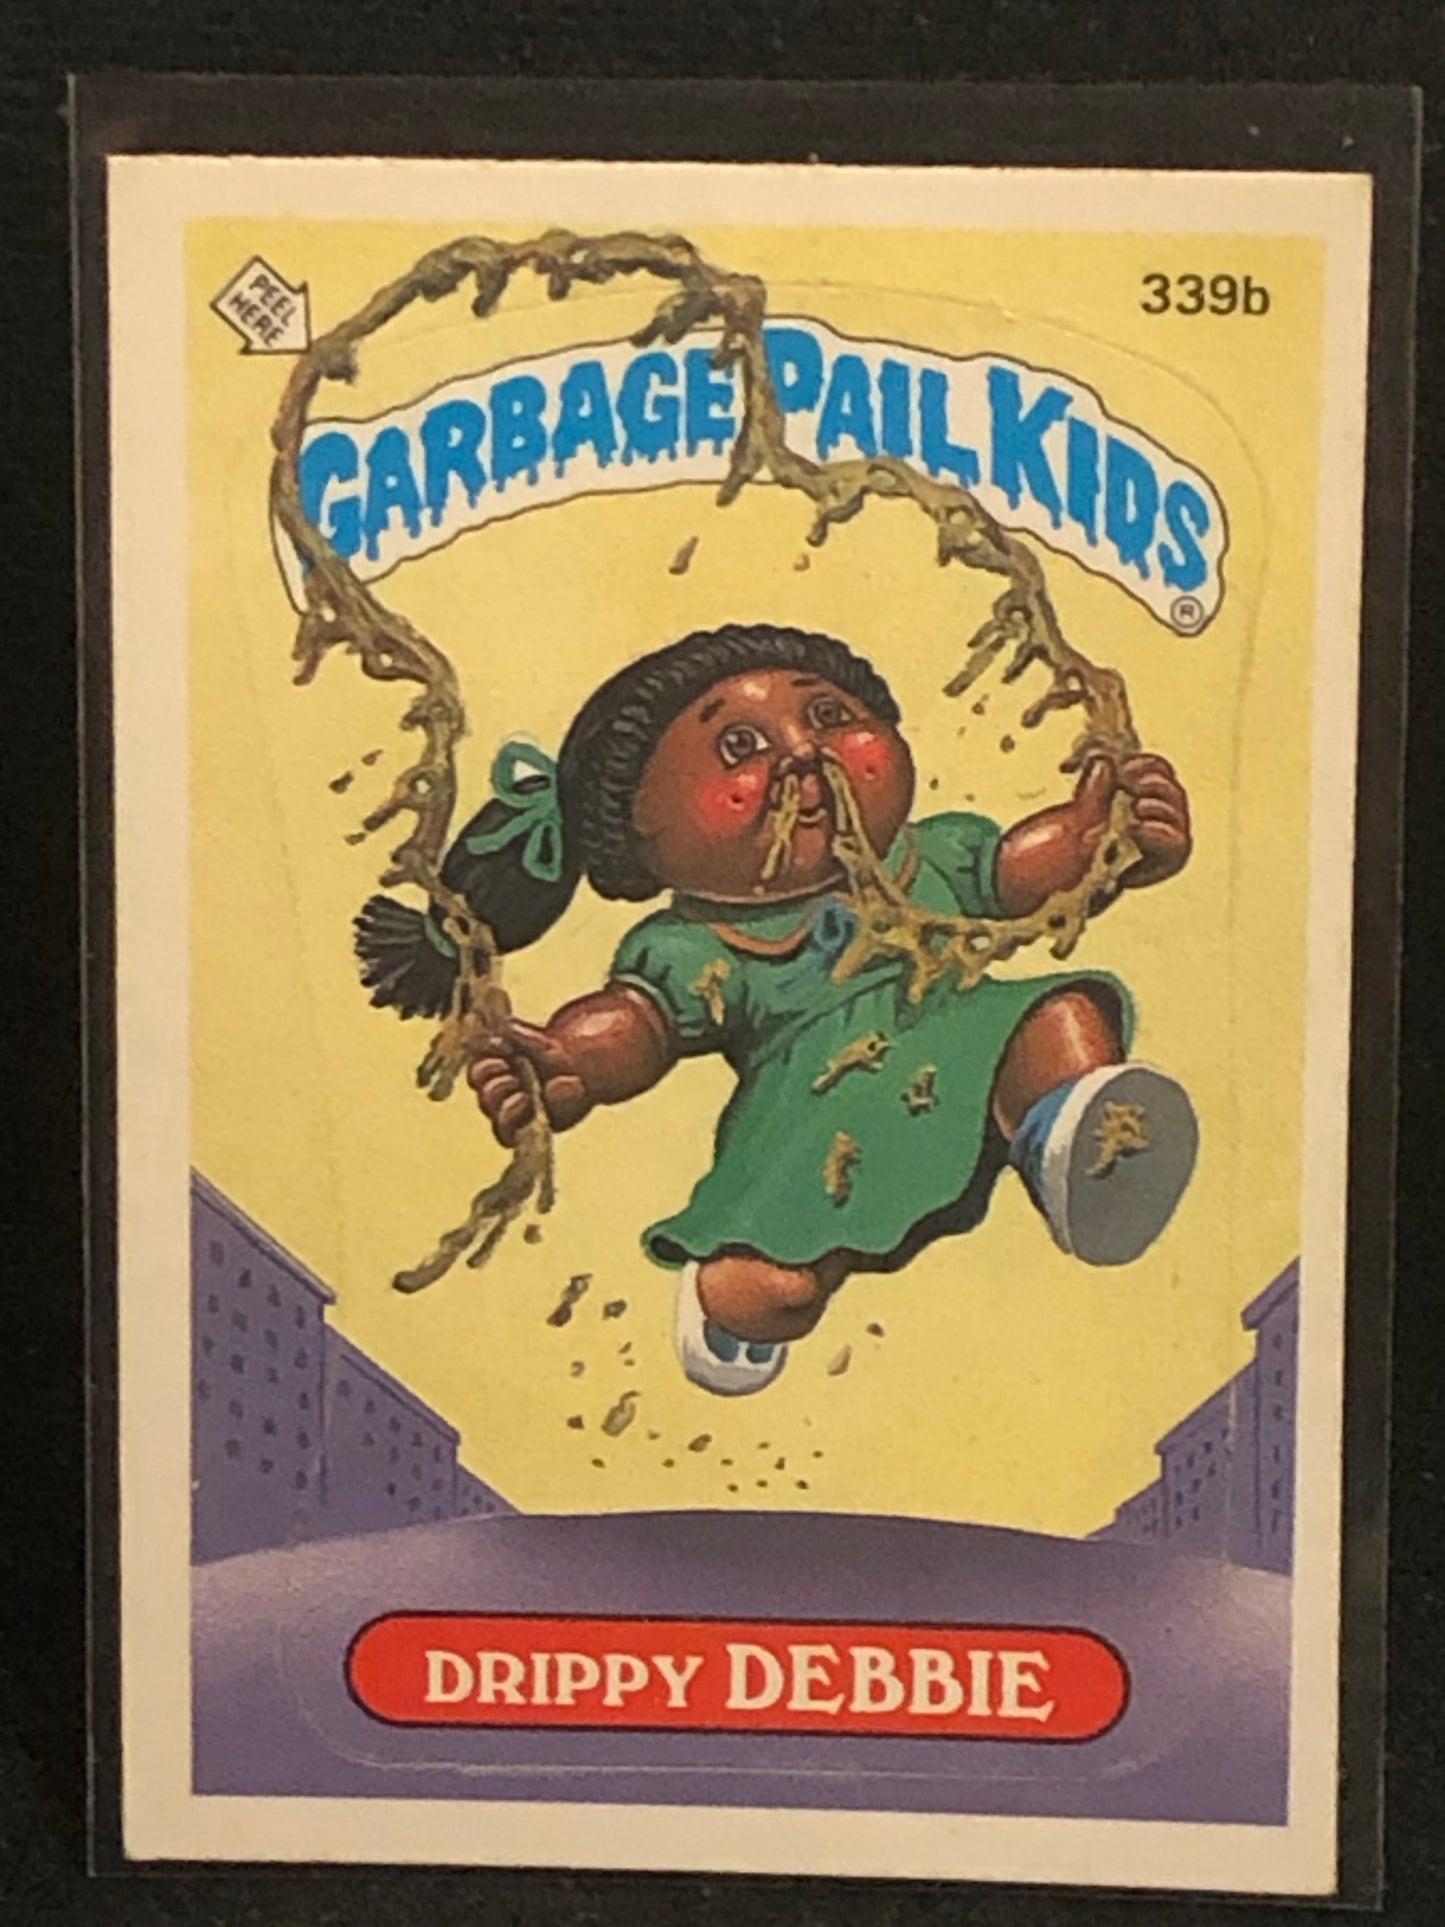 PEEL
HERE
339b
GARBAGE PAIL KIDS
®
DRIPPY DEBBIE